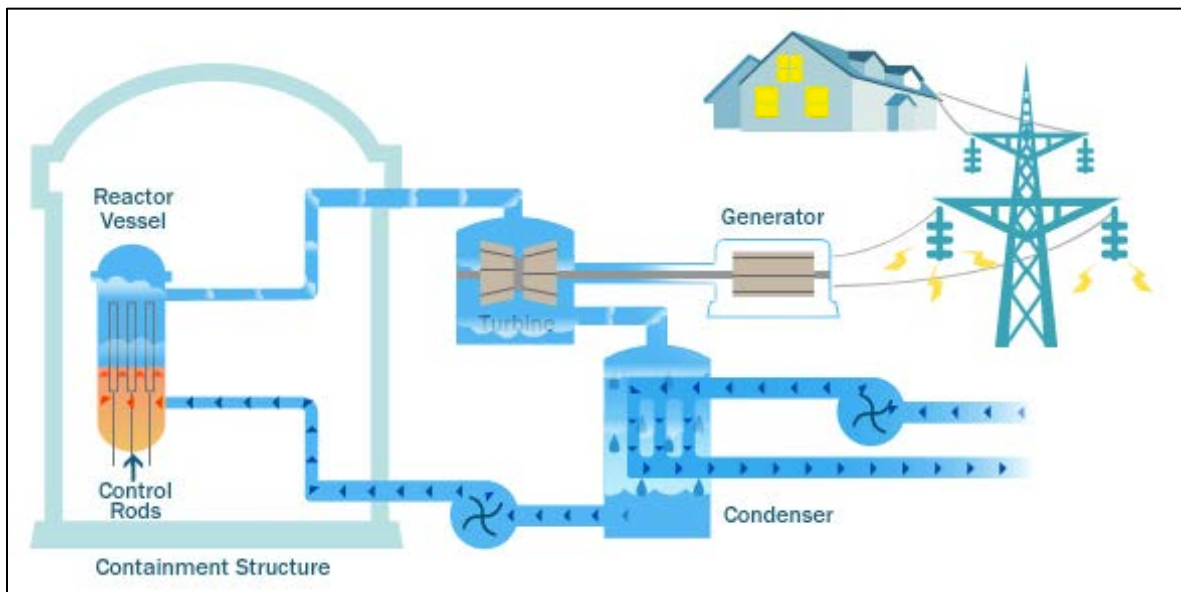 Reactor
Vessel
Generator
Turbine
Control
Rods
Condenser
Containment Structure